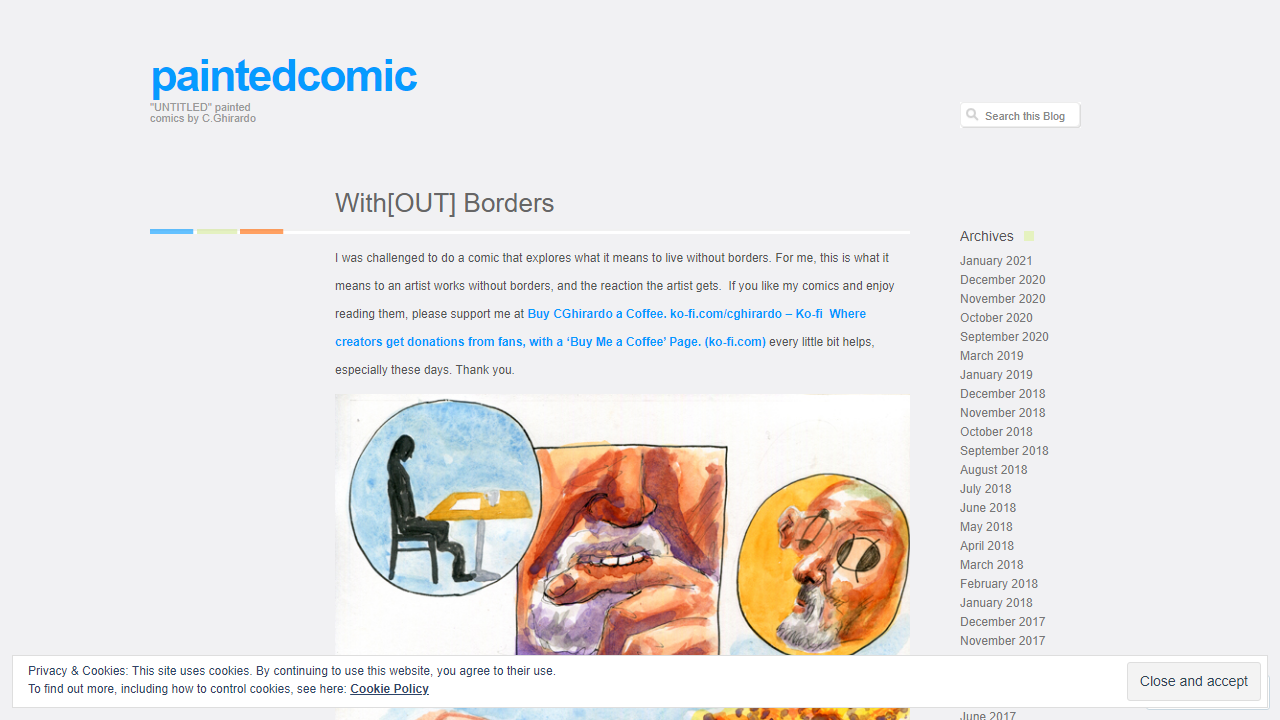 paintedcomic
"UNTITLED" painted
comics by C.Ghirardo
Search this Blog
With[OUT] Borders
I was challenged to do a comic that explores what it means to live without borders. For me, this is what it
means to an artist works without borders, and the reaction the artist gets.  If you like my comics and enjoy
reading them, please support me at Buy CGhirardo a Coffee. ko-fi.com/cghirardo – Ko-fi  Where
creators get donations from fans, with a ‘Buy Me a Coffee’ Page. (ko-fi.com) every little bit helps,
especially these days. Thank you.
Archives
January 2021
December 2020
November 2020
October 2020
September 2020
March 2019
January 2019
December 2018
November 2018
October 2018
September 2018
August 2018
July 2018
June 2018
May 2018
April 2018
March 2018
February 2018
January 2018
December 2017
November 2017
June 2017
Privacy & Cookies: This site uses cookies. By continuing to use this website, you agree to their use.
To find out more, including how to control cookies, see here: Cookie Policy
Close and accept